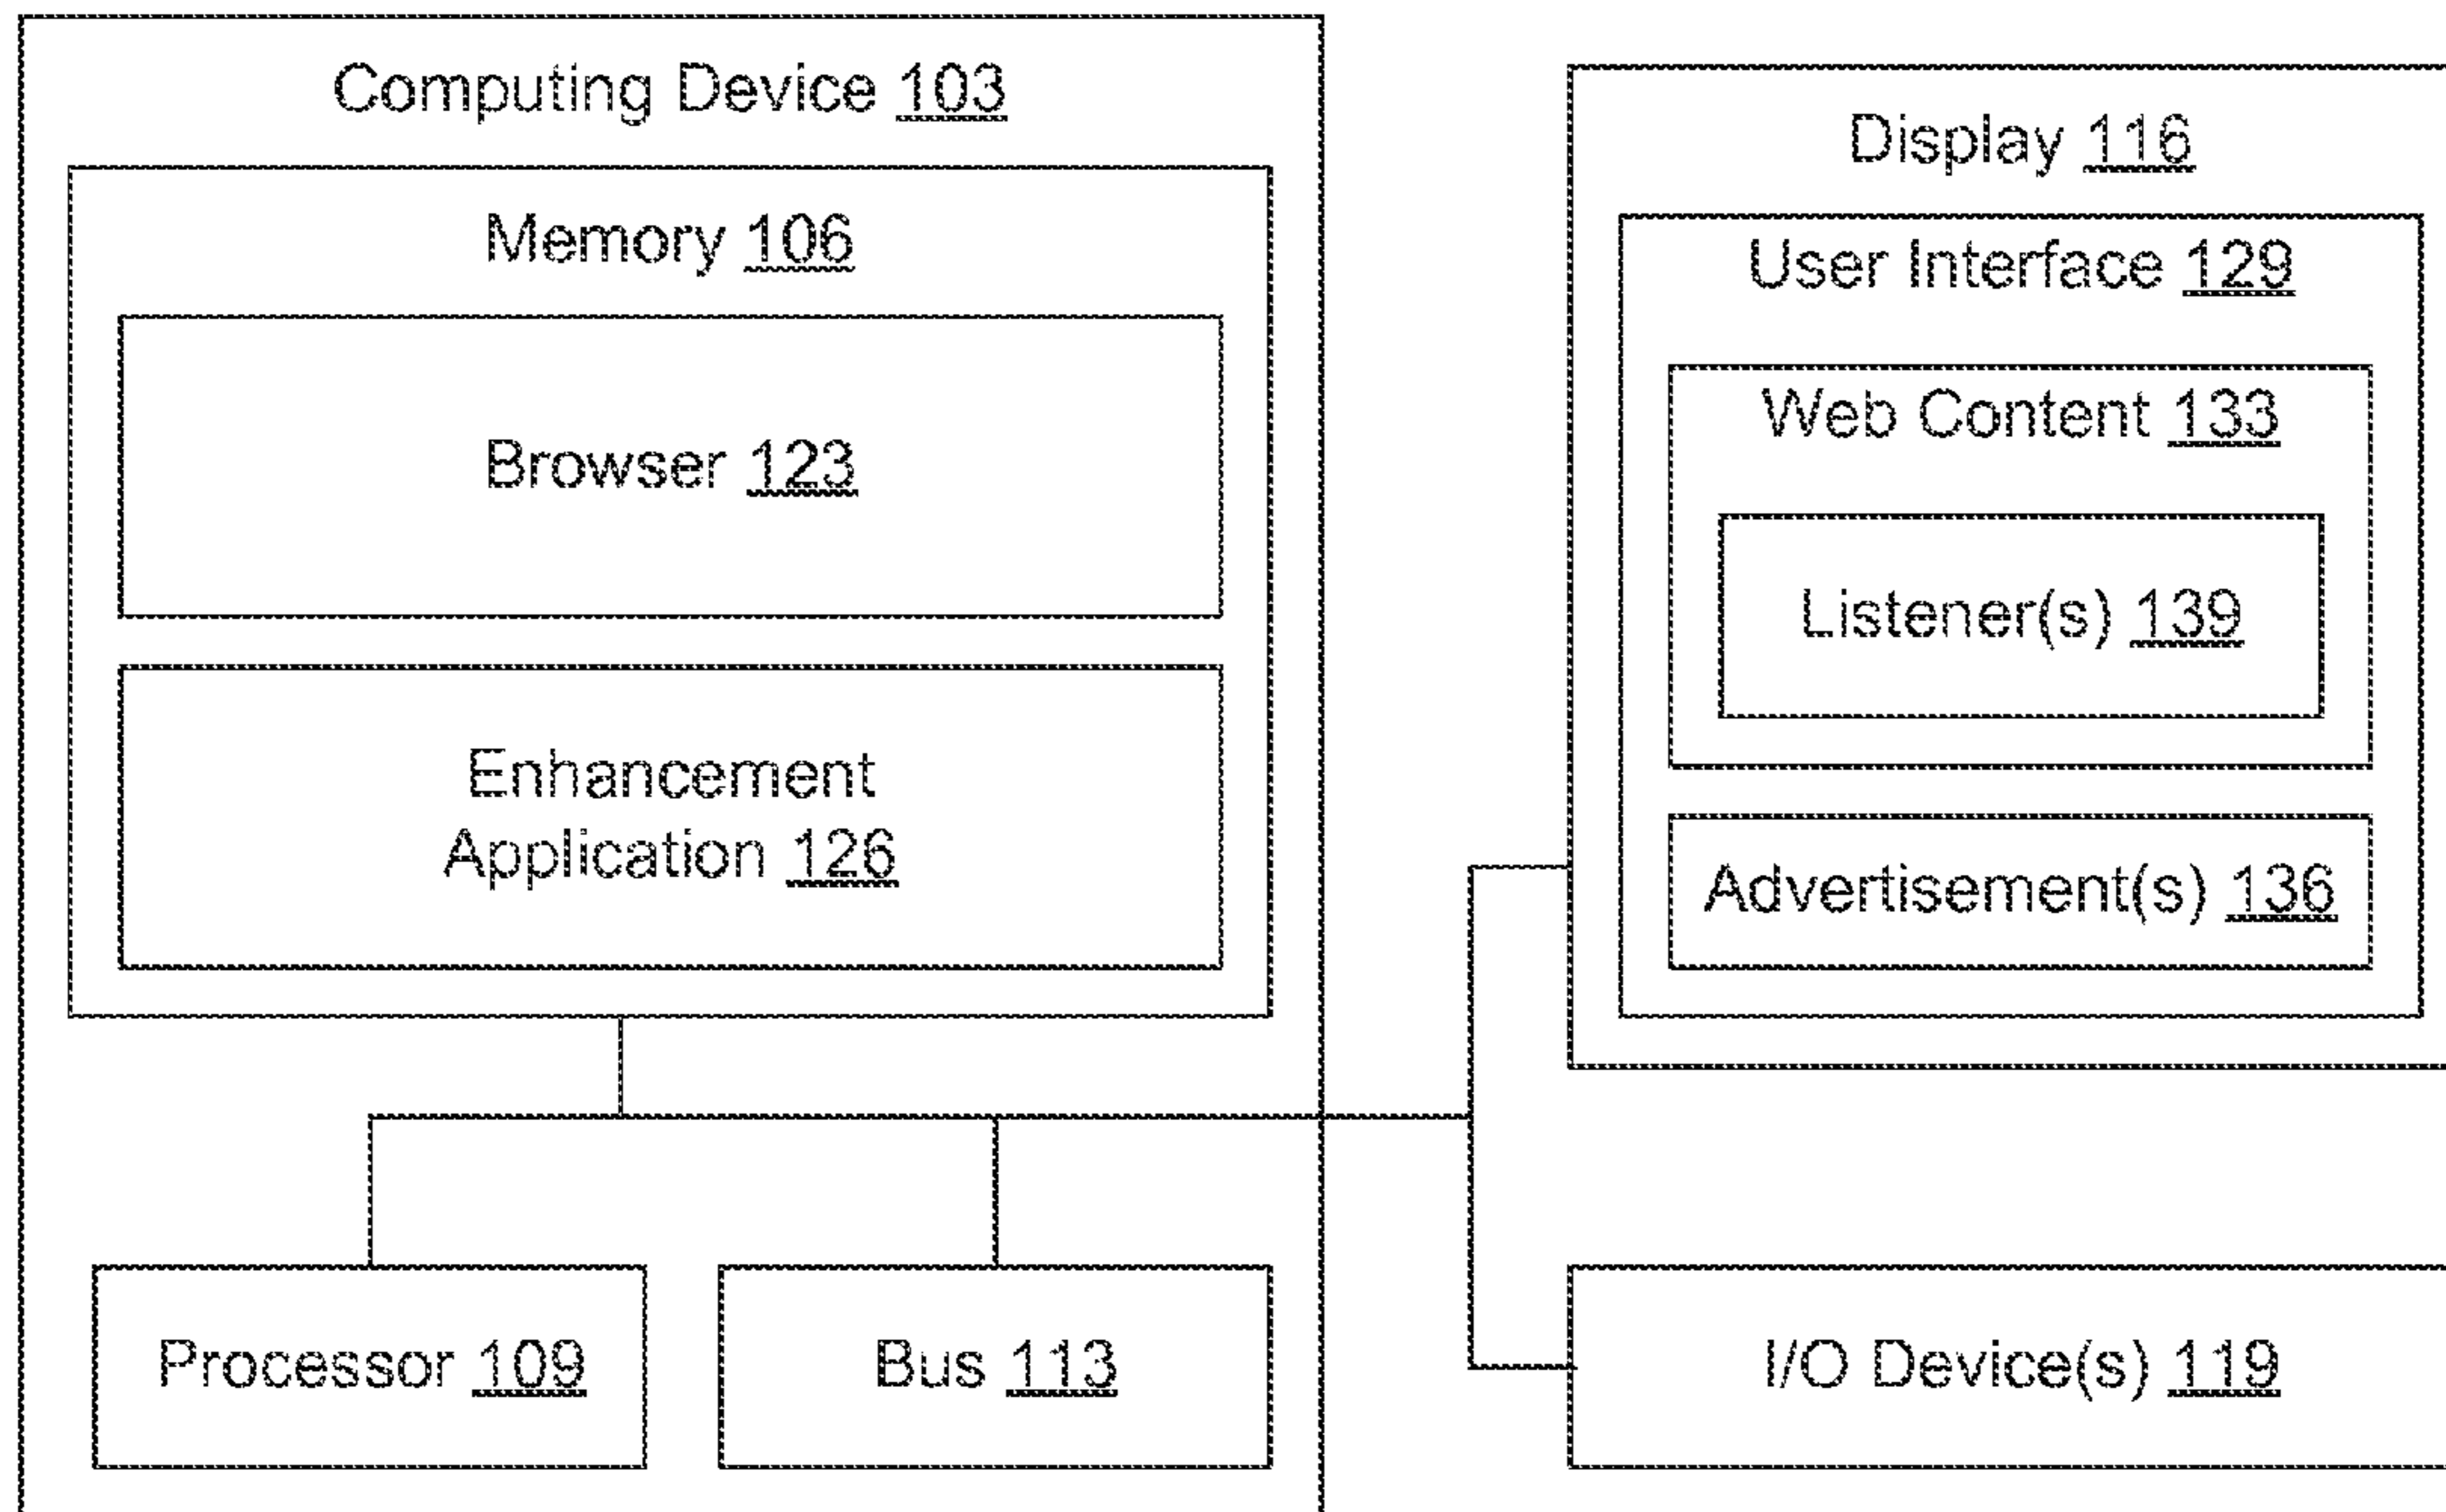 Computing Device 103
Memory 106
Browser 123
Enhancement
Application 126
Processor 109
Bus 113
Display 116
User Interface 129
Web Content 133
Listener(s) 139
Advertisement(s) 136
I/O Device(s) 119